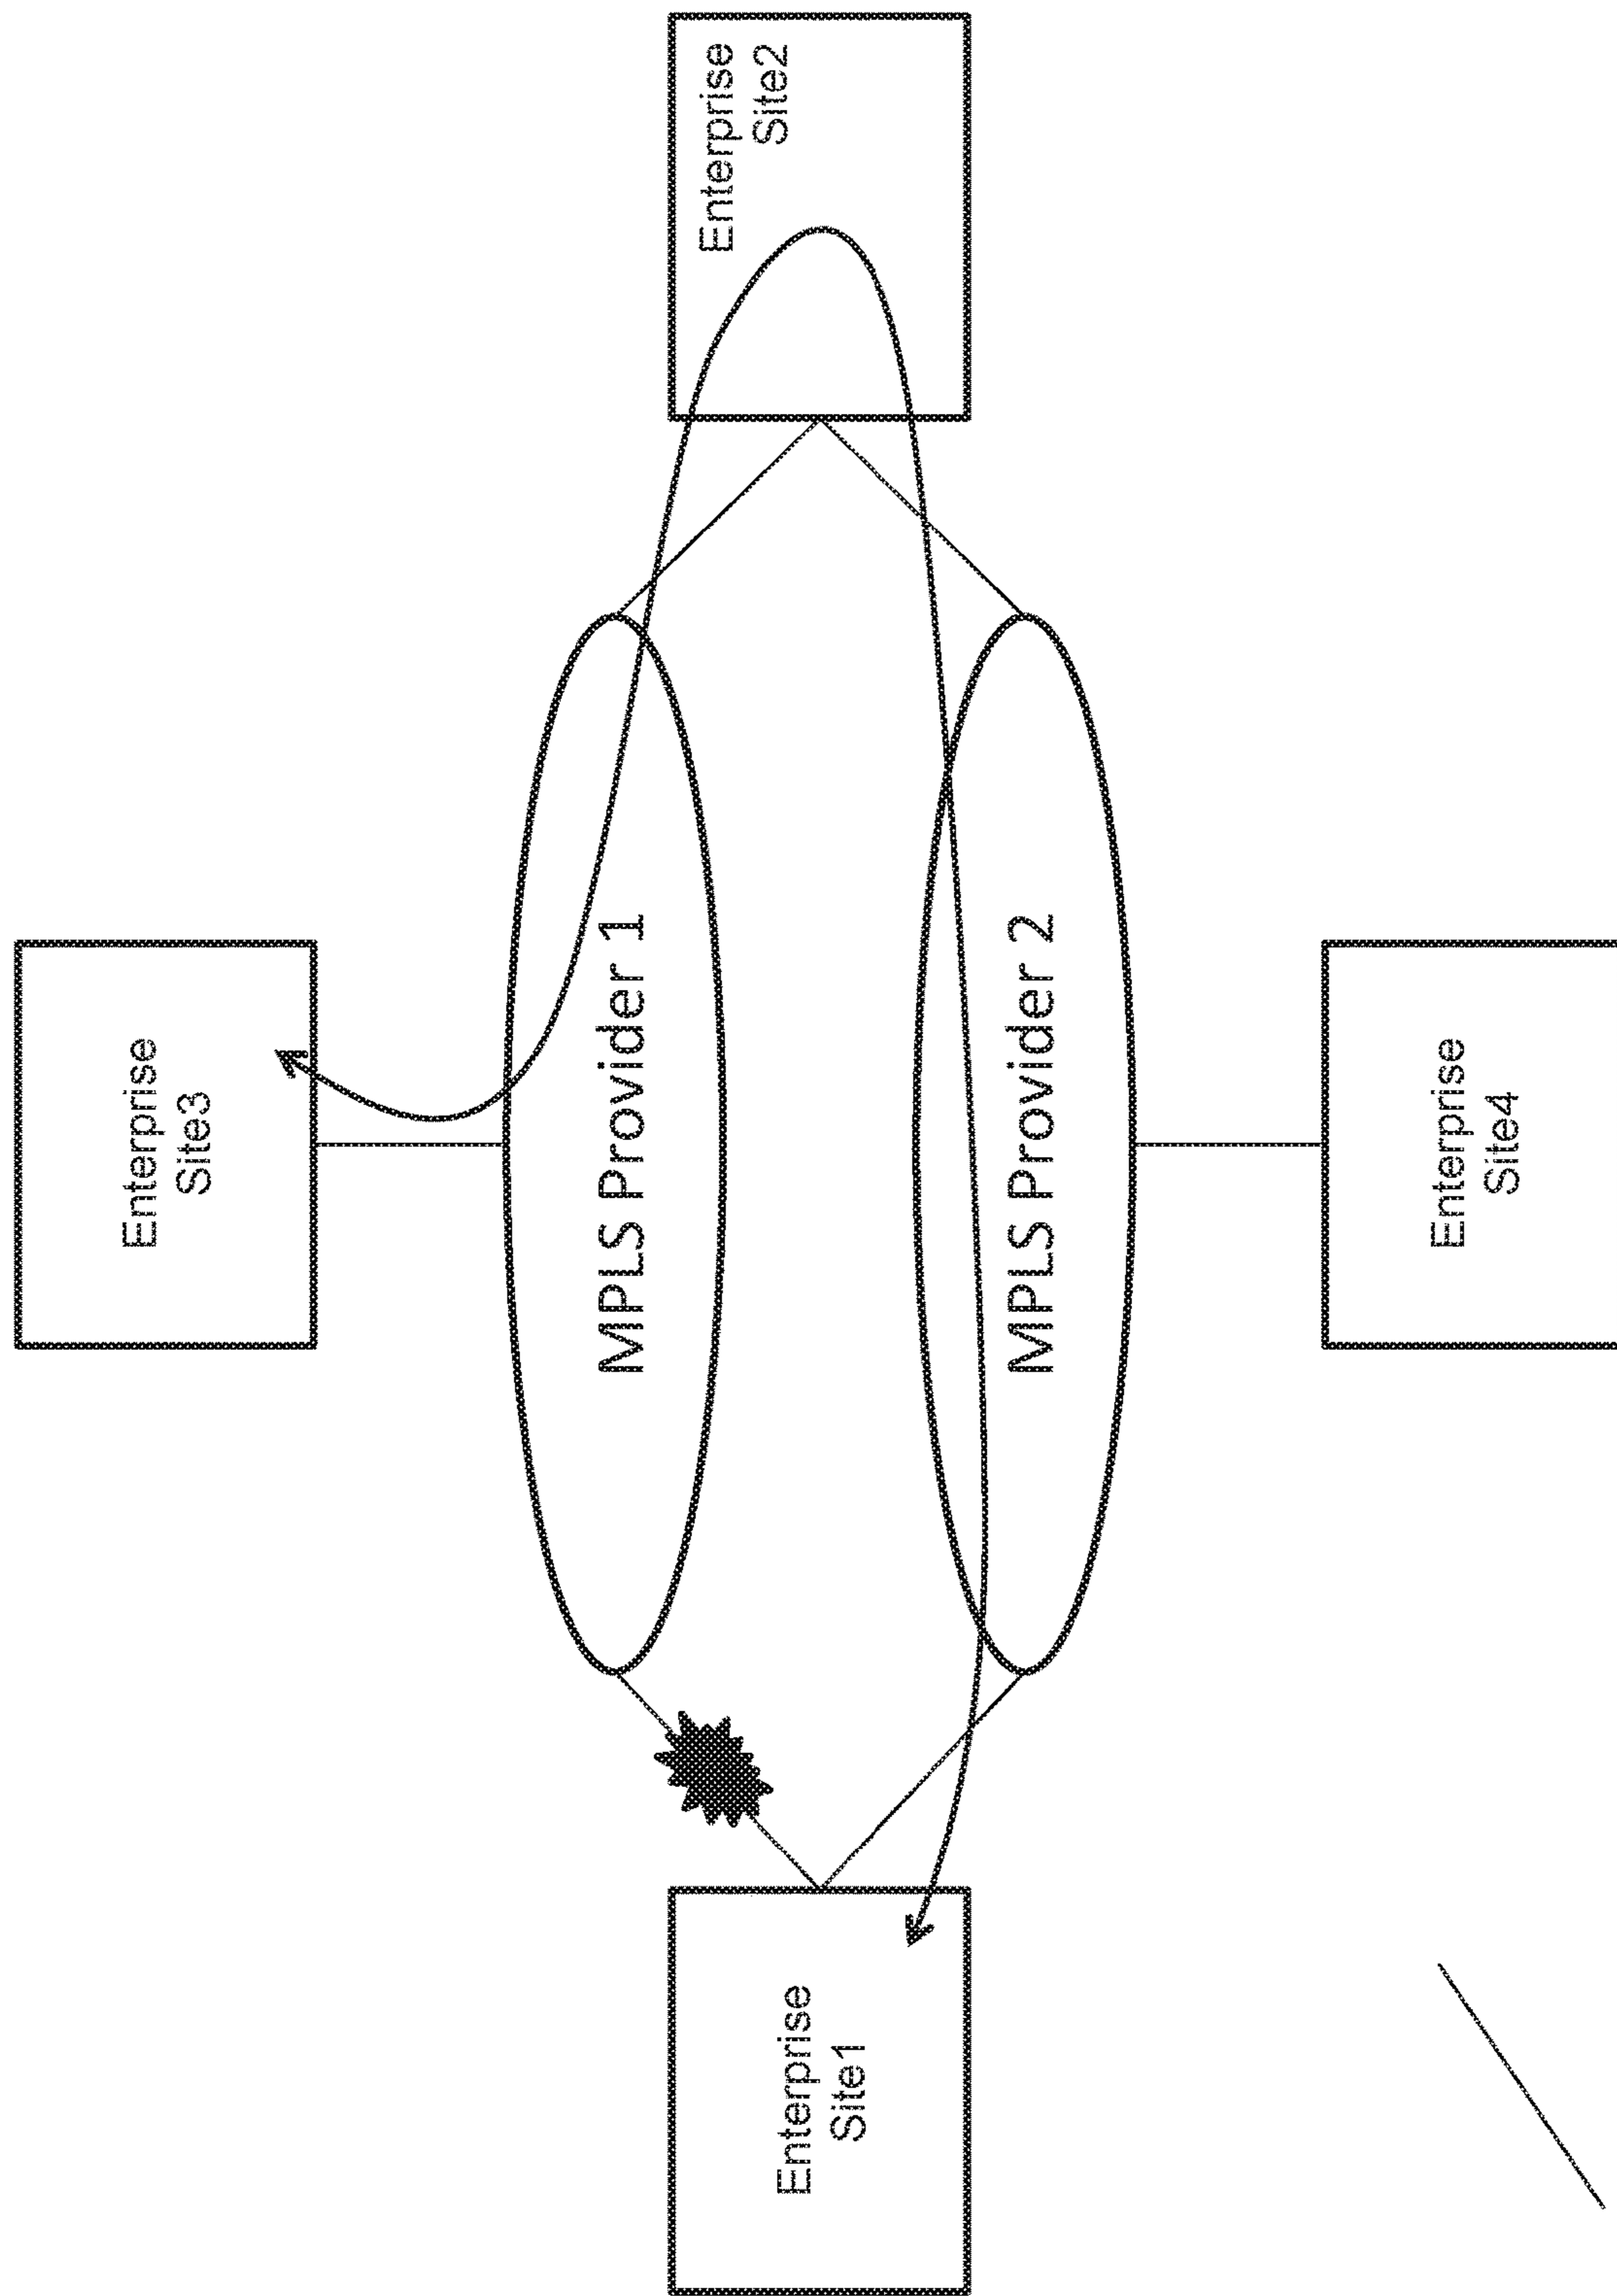 Enterprise
Site3
Enterprise
Site1
MPLS Provider 1
Enterprise
Site2
MPLS Provider 2
Enterprise
Site4